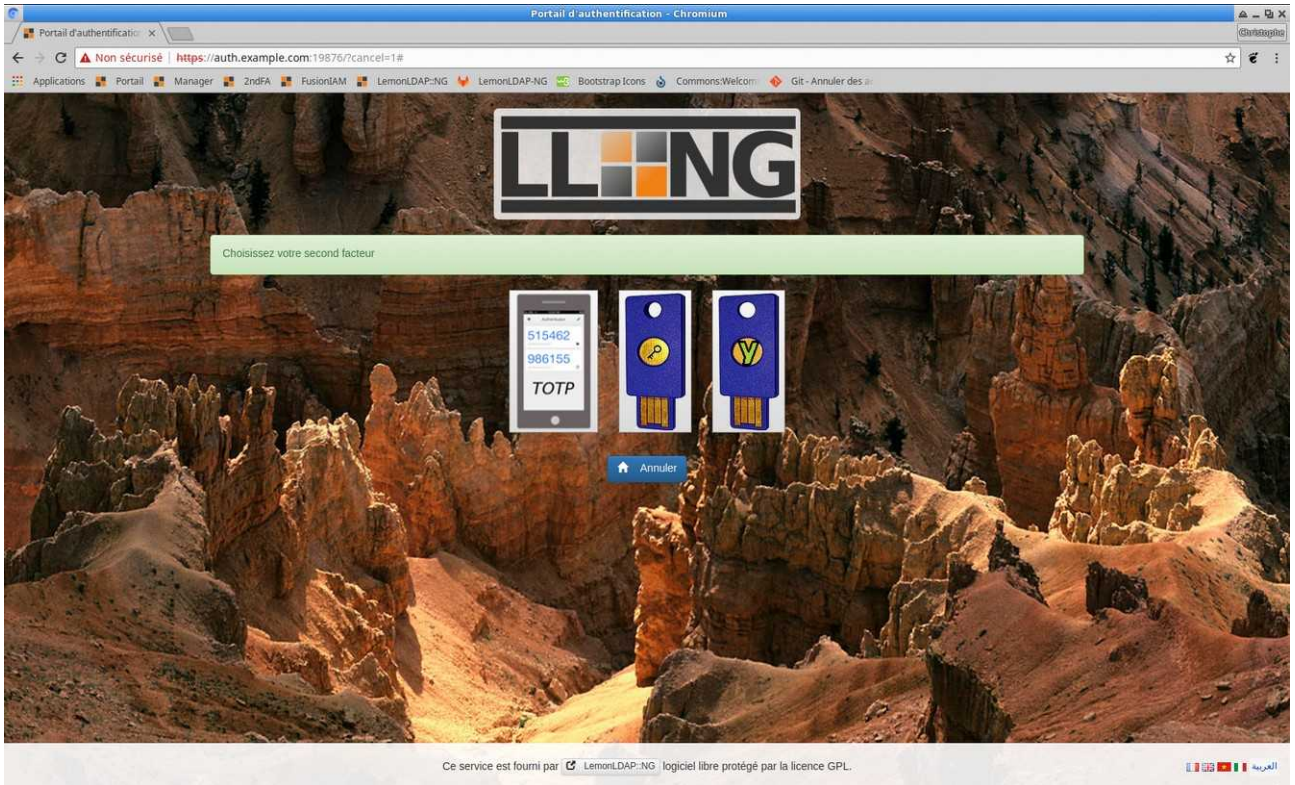 Portail d'authentification - Chromium
Portail d'authentificatio
Christophe
Non sécurisé https://auth.example.com:19876/?cancel=1#
Applications Portail Manager 2ndFA FusionIAM LemonLDAP::NG LemonLDAP-NG Bootstrap Icons Commons:Welcom Git - Annuler des a
LL NG
Choisissez votre second facteur
Authenticator
515462
986155
TOTP
y
Annuler
Ce service est fourni par LemonLDAP::NG logiciel libre protégé par la licence GPL.
العربية